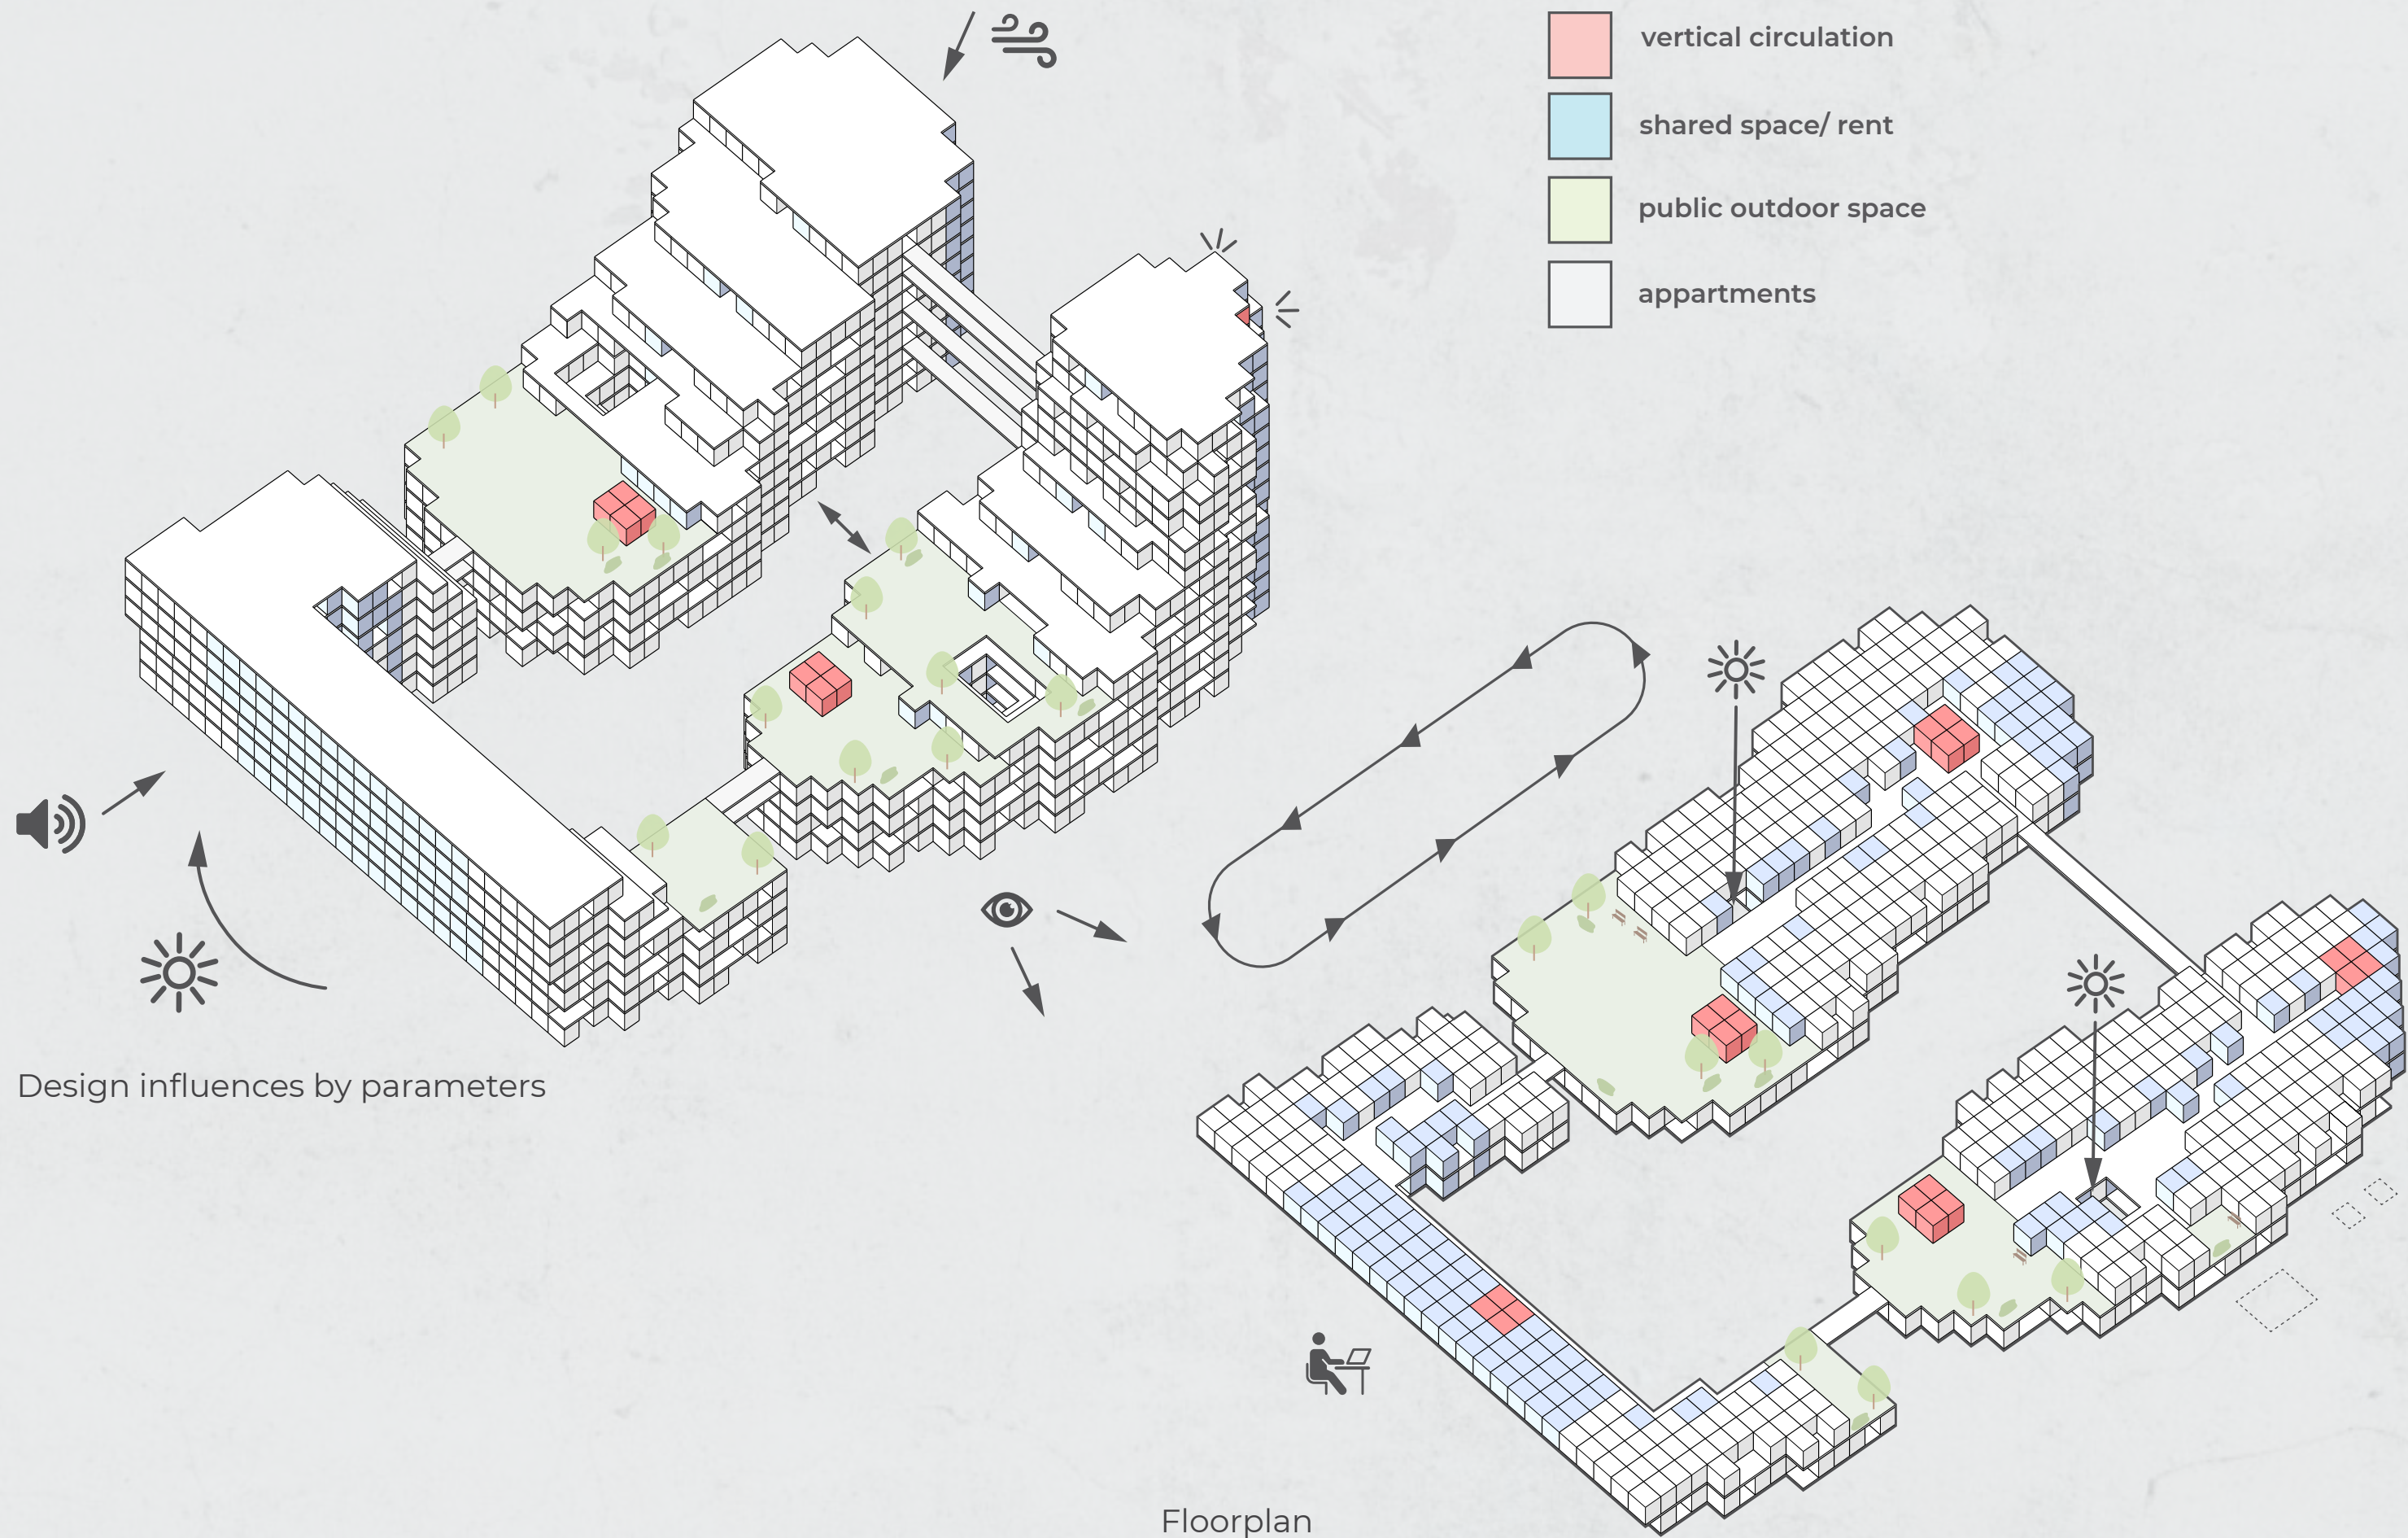 vertical circulation
shared space/ rent
public outdoor space
appartments
Design influences by parameters
Floorplan